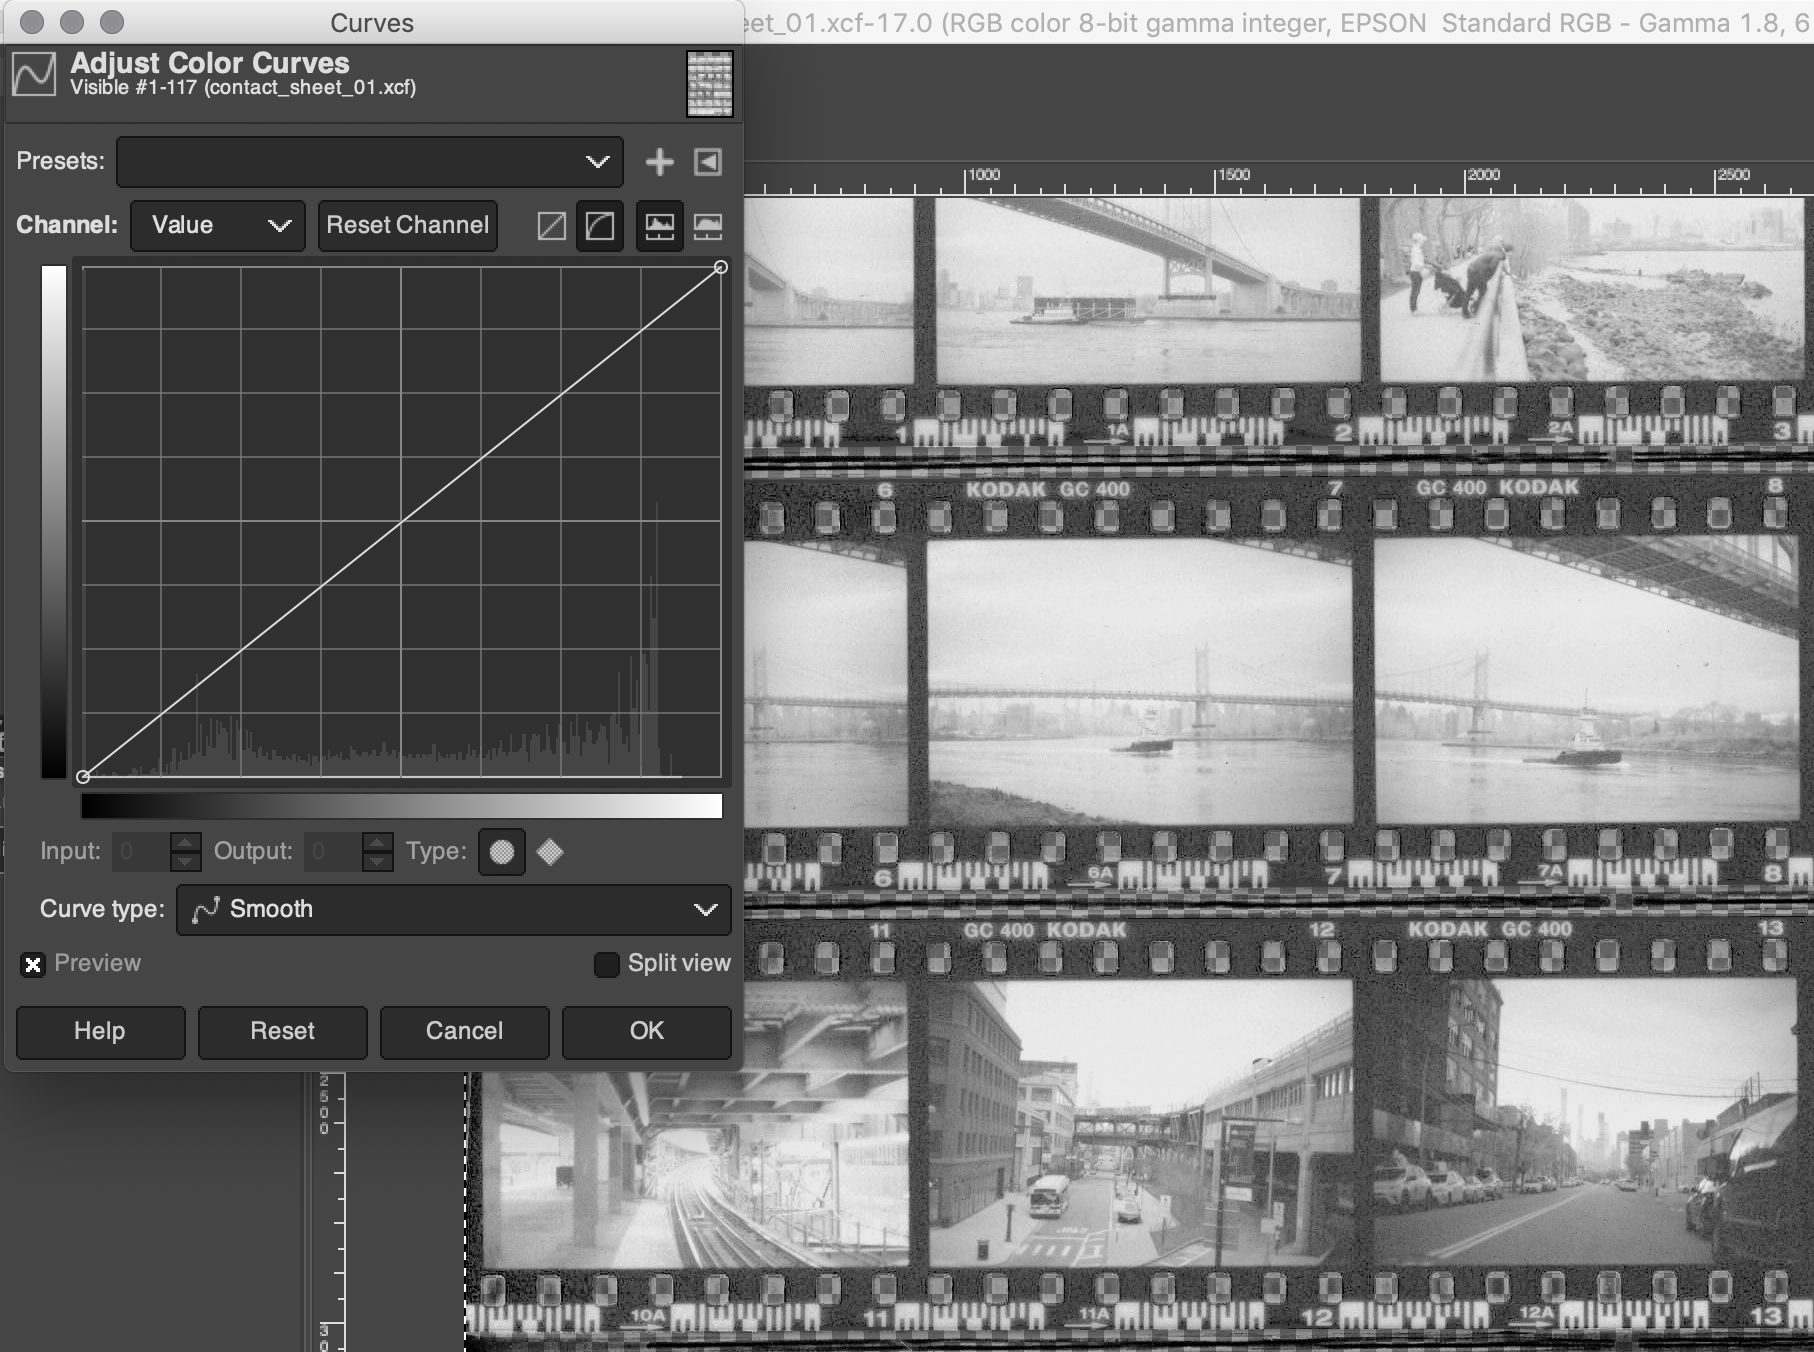 Curves
eet_01.xcf-17.0 (RGB color 8-bit gamma integer, EPSON  Standard RGB - Gamma 1.8, 6
Adjust Color Curves
Visible #1-117 (contact_sheet_01.xcf)
Presets:
Channel: Value Reset Channel
Input: 0 Output: 0 Type:
Curve type: Smooth
Preview Split view
Help Reset Cancel OK
1000 1500 2000 2500
1 1A 2 2A 3
6 KODAK GC 400 7 GC 400 KODAK 8
6 6A 7 7A 8
11 GC 400 KODAK 12 KODAK GC 400 13
2500
10A 11 11A 12 12A 13
30